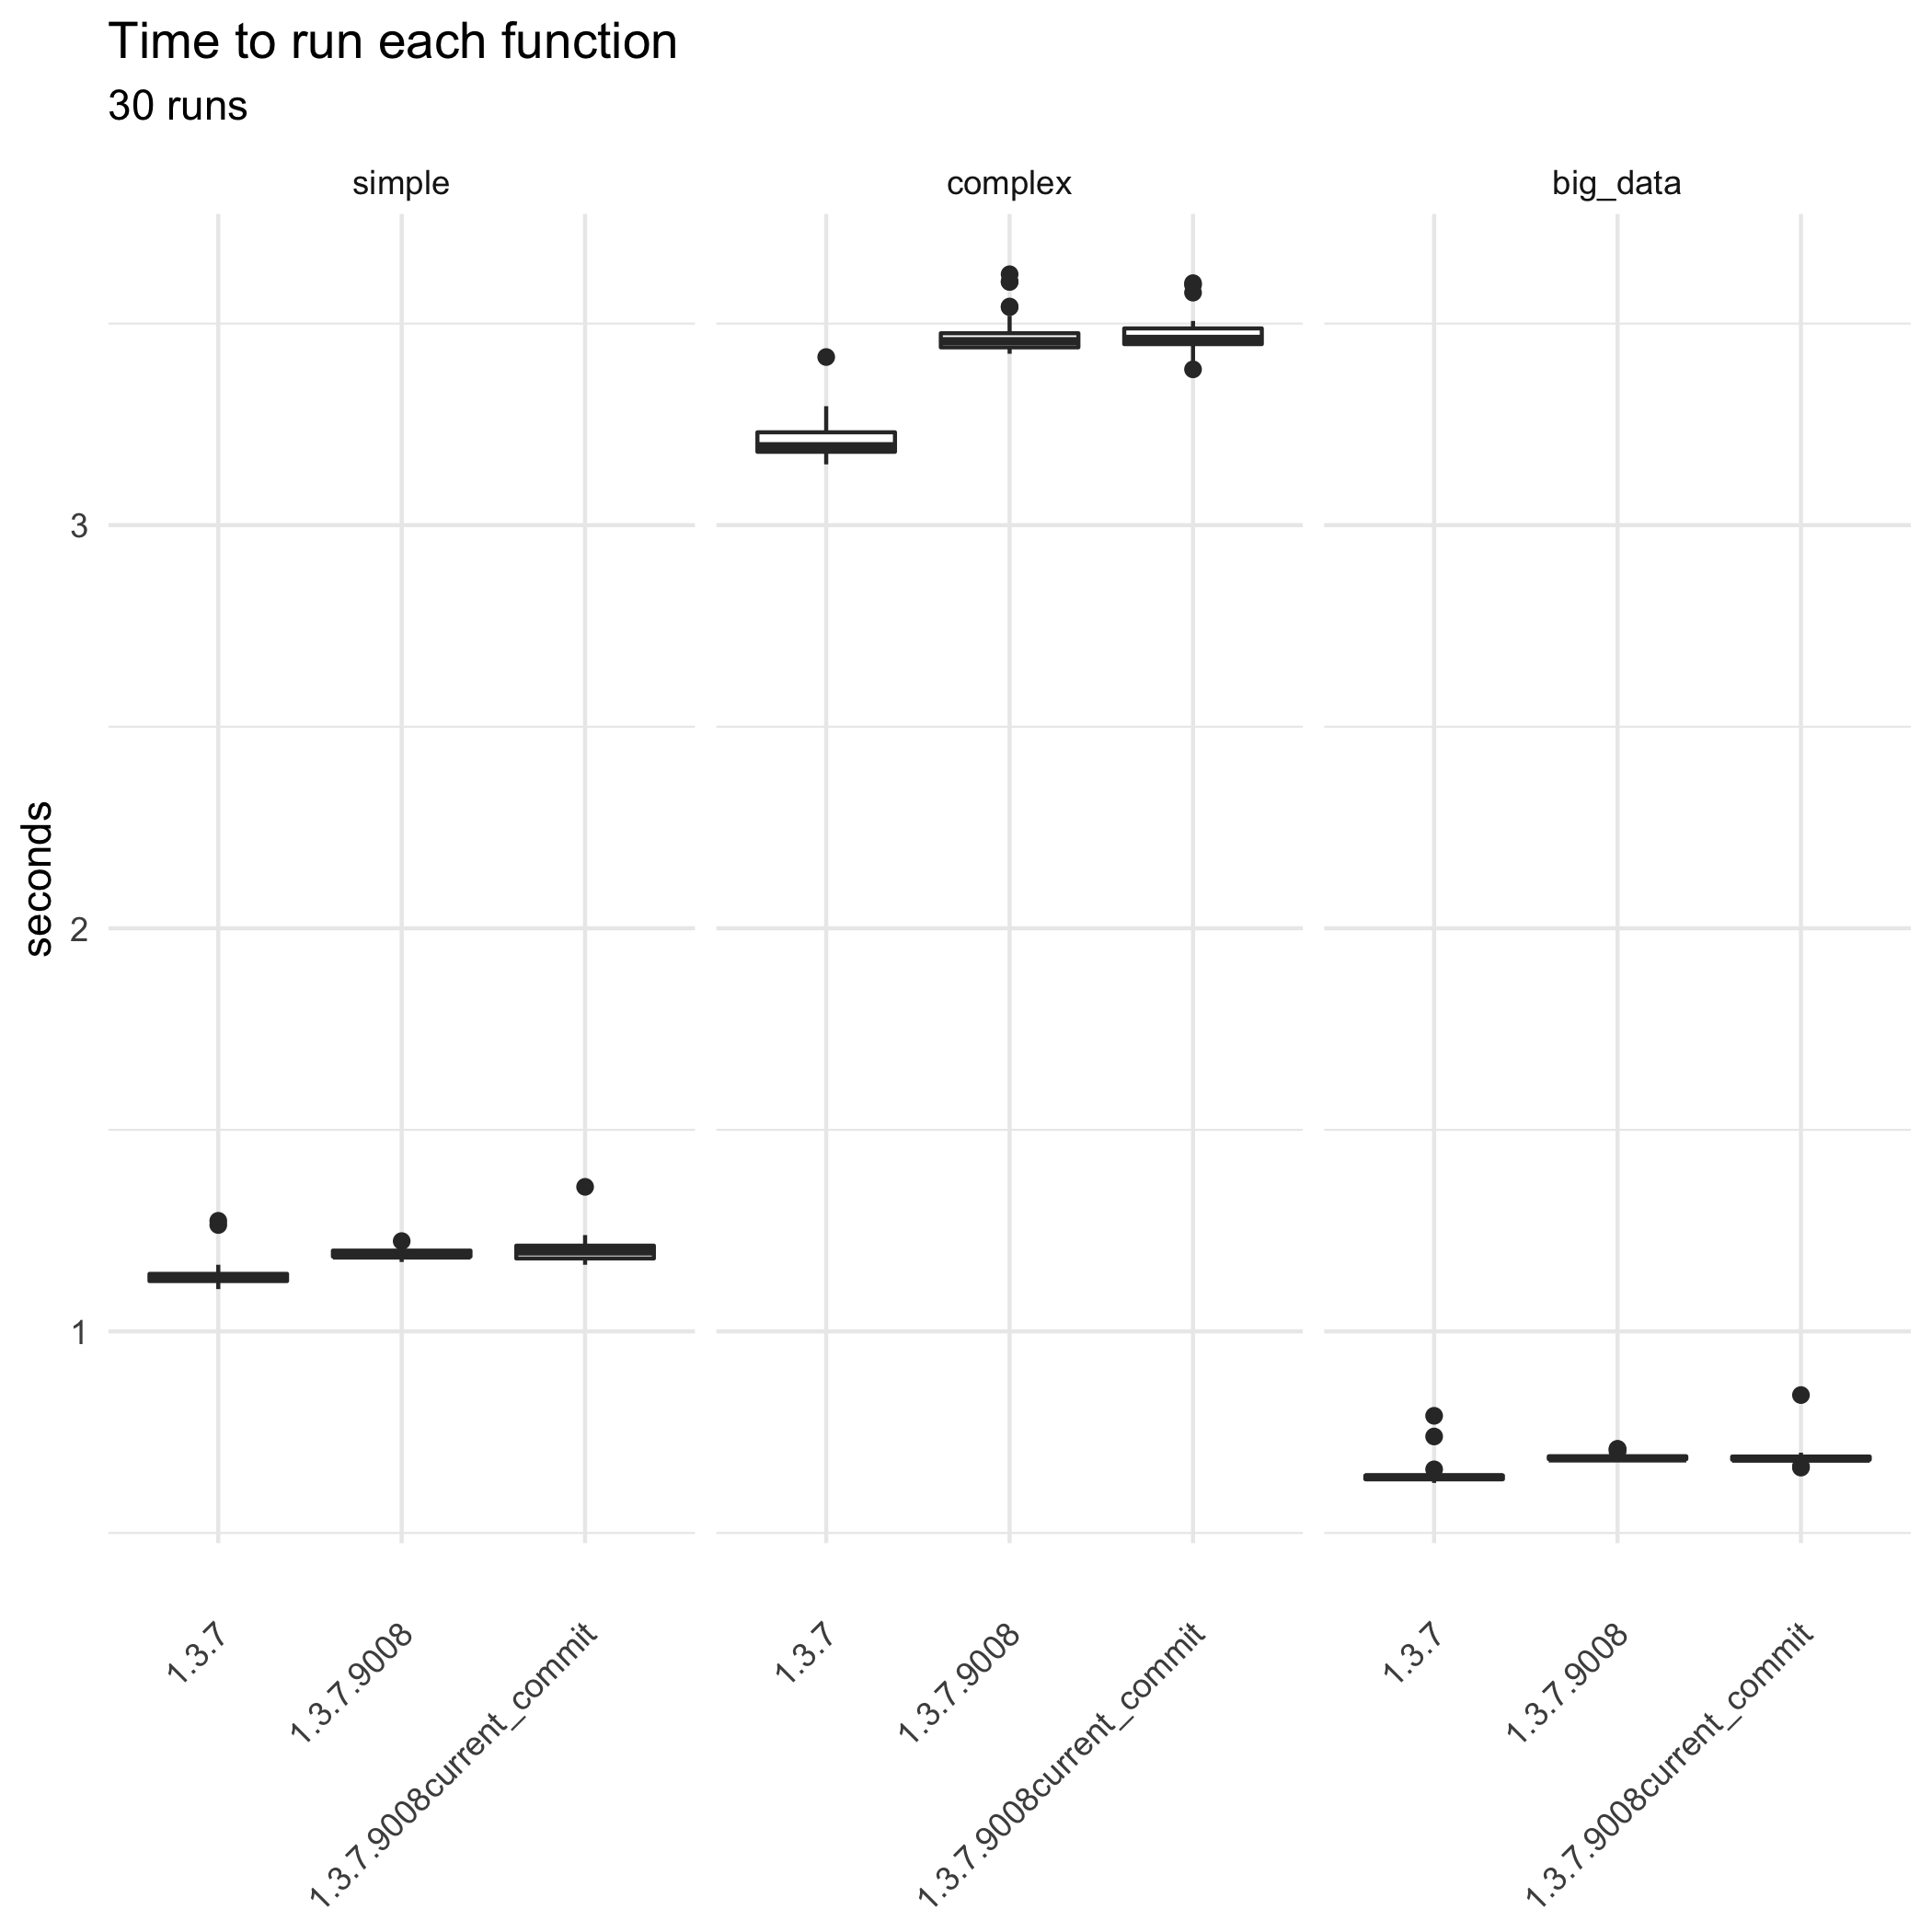 Time to run each function
30 runs
simple
complex
big_data
3
2
1
seconds
1.3.7
1.3.7.9008
1.3.7.9008current_commit
1.3.7
1.3.7.9008
1.3.7.9008current_commit
1.3.7
1.3.7.9008
1.3.7.9008current_commit